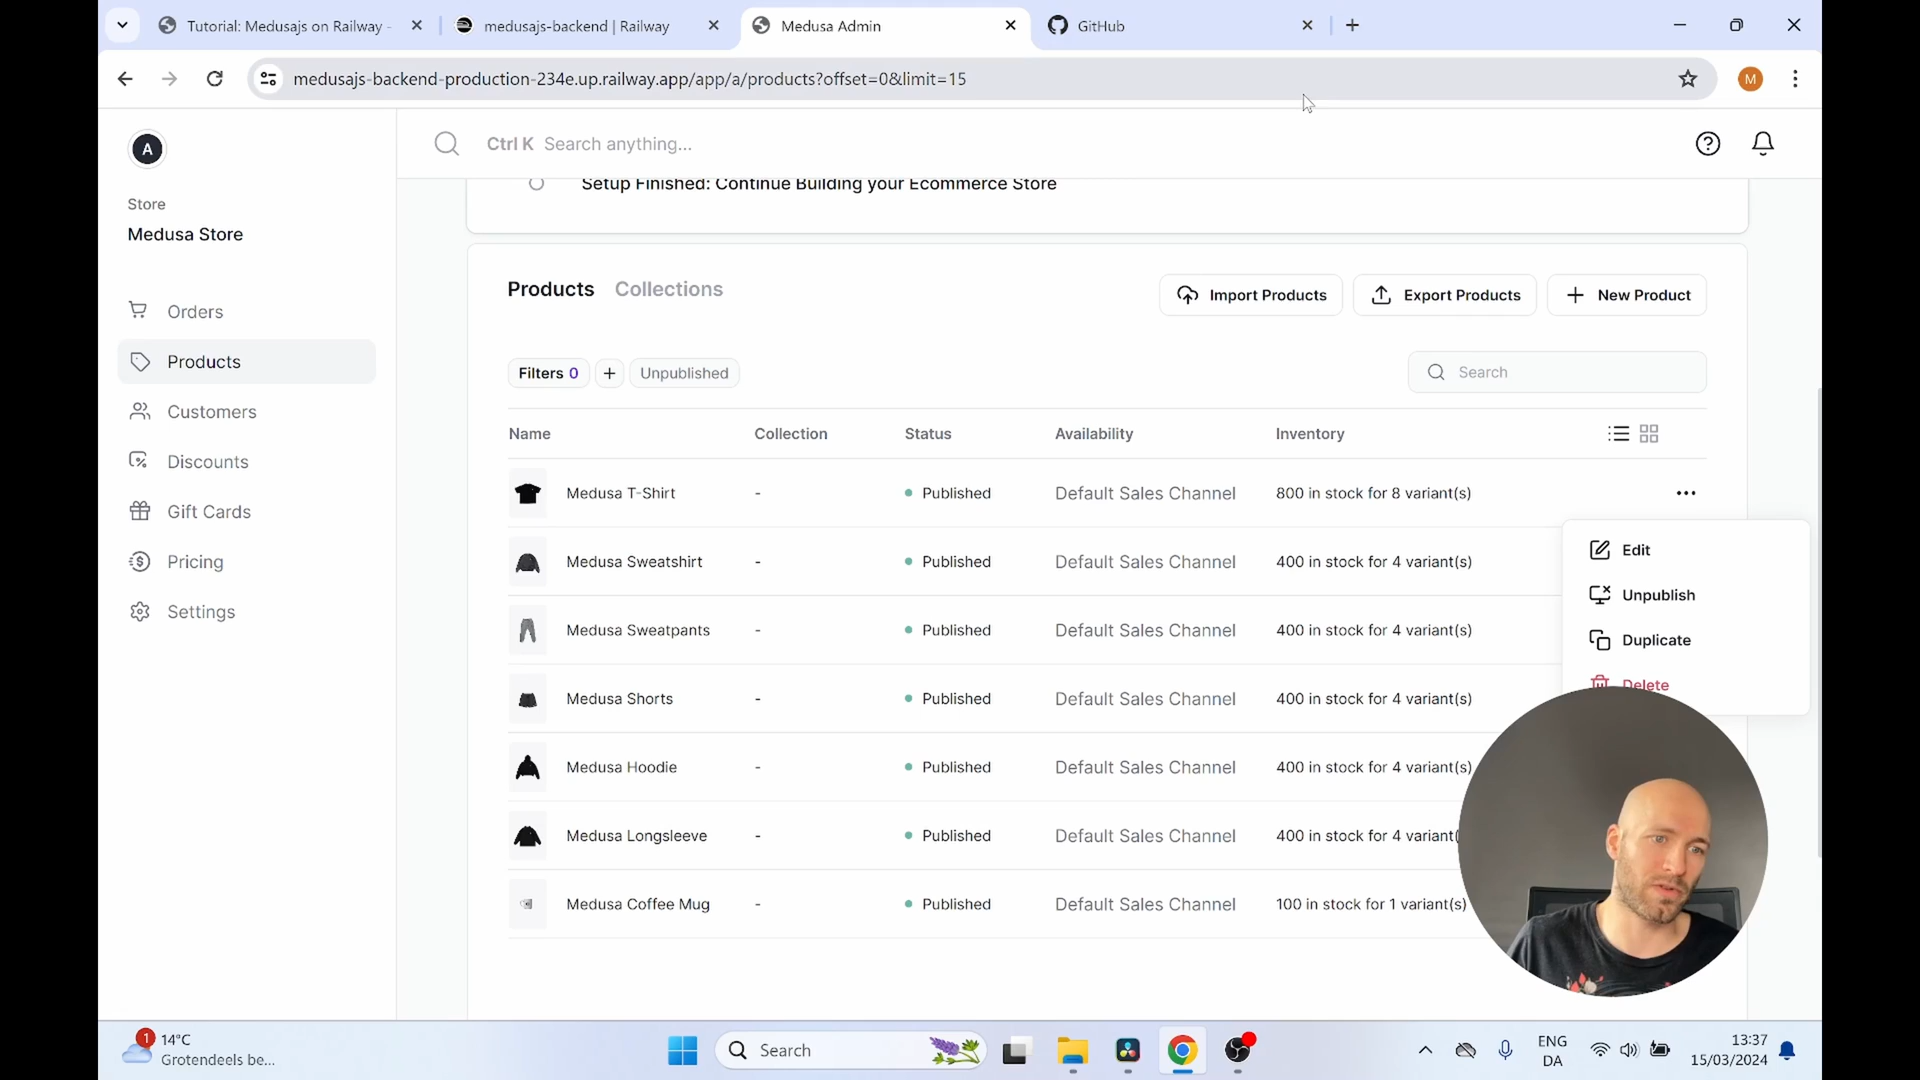 Tutorial: Medusajs on Railway -
medusajs-backend | Railway
Medusa Admin
GitHub
medusajs-backend-production-234e.up.railway.app/app/a/products?offset=0&limit=15
M
A
Ctrl K Search anything...
Store
Medusa Store
Orders
Products
Customers
Discounts
Gift Cards
Pricing
Settings
Setup Finished: Continue Building your Ecommerce Store
Products Collections
Import Products
Export Products
New Product
Filters 0
Unpublished
Search
Name Collection Status Availability Inventory
Medusa T-Shirt - Published Default Sales Channel 800 in stock for 8 variant(s)
Medusa Sweatshirt - Published Default Sales Channel 400 in stock for 4 variant(s)
Medusa Sweatpants - Published Default Sales Channel 400 in stock for 4 variant(s)
Medusa Shorts - Published Default Sales Channel 400 in stock for 4 variant(s)
Medusa Hoodie - Published Default Sales Channel 400 in stock for 4 variant(s)
Medusa Longsleeve - Published Default Sales Channel 400 in stock for 4 variant(s)
Medusa Coffee Mug - Published Default Sales Channel 100 in stock for 1 variant(s)
Edit
Unpublish
Duplicate
Delete
1
14°C
Grotendeels be...
Search
ENG
DA
13:37
15/03/2024